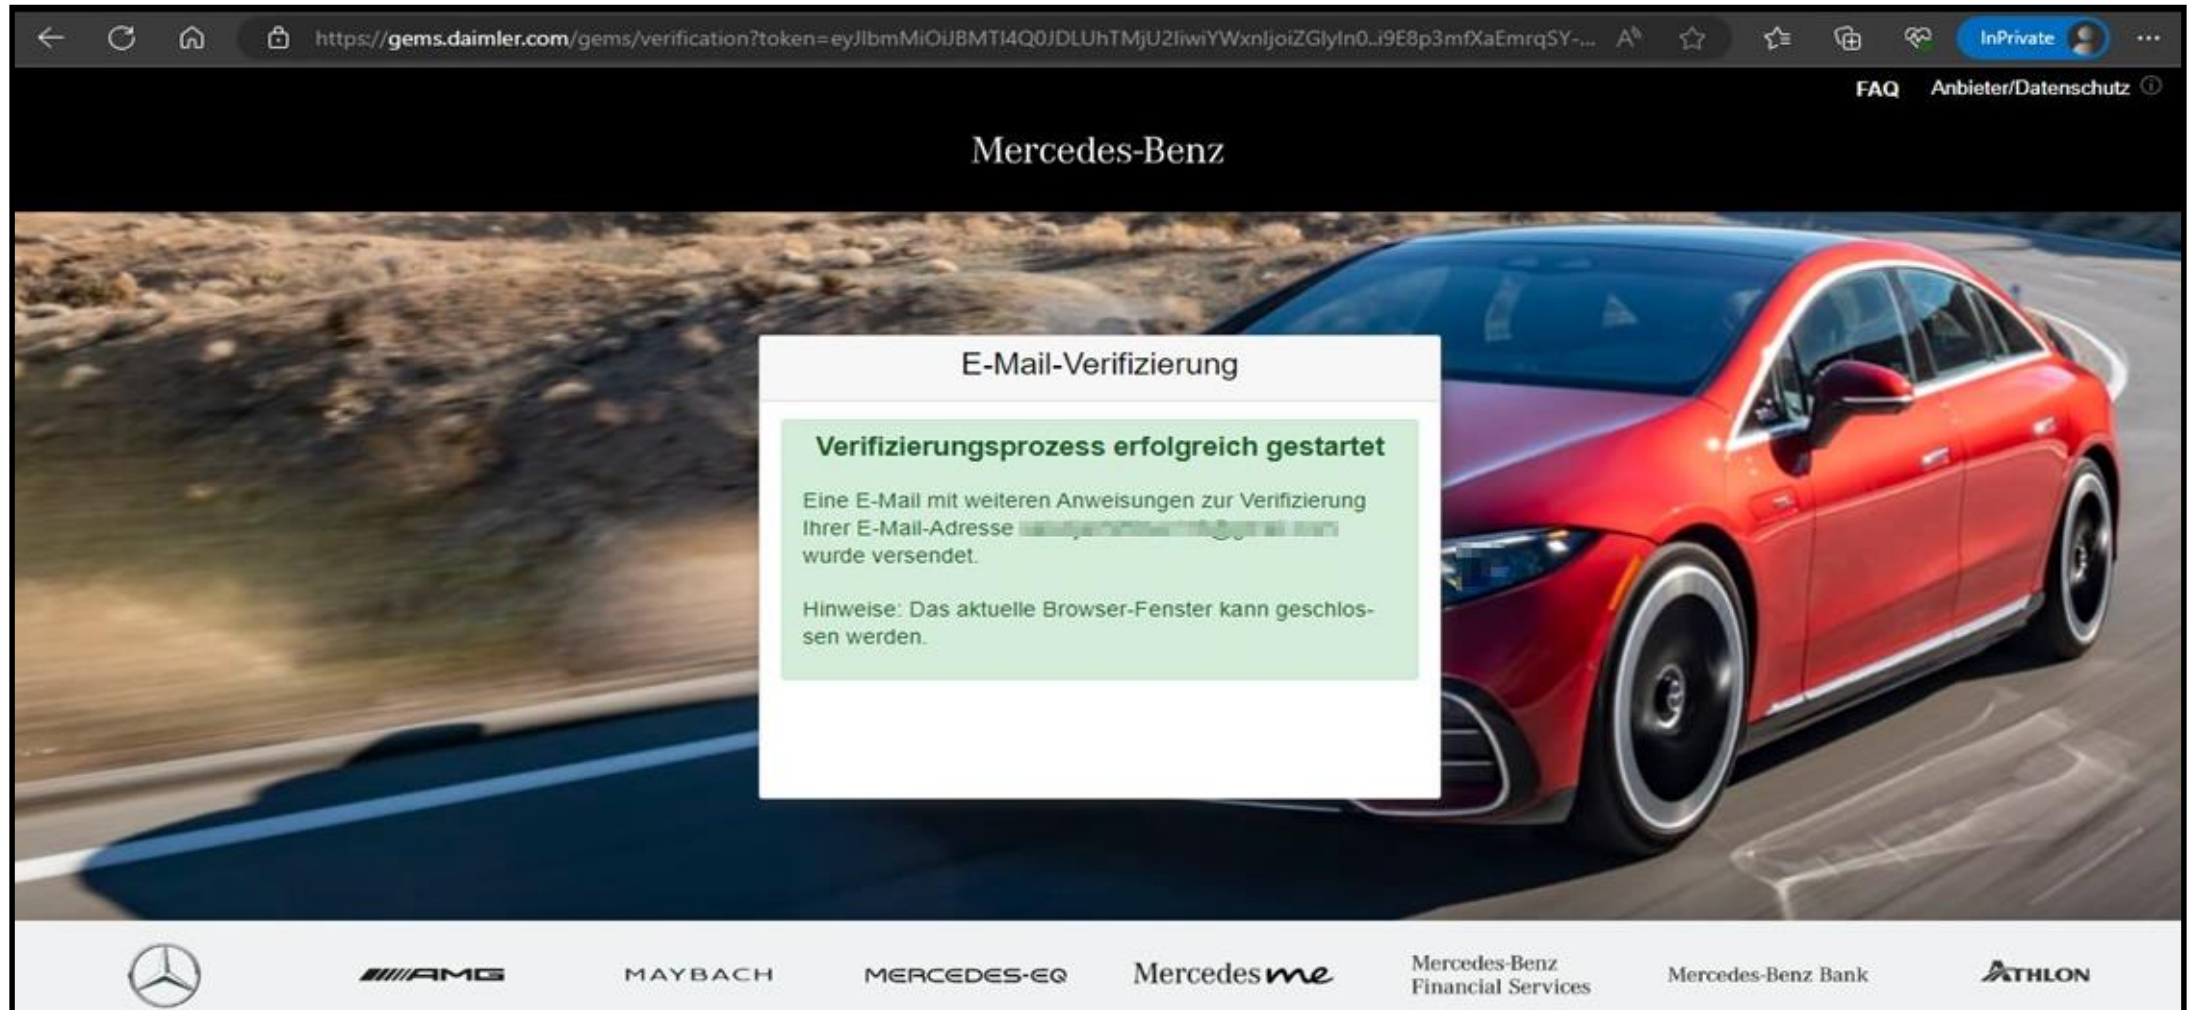 https://gems.daimler.com/gems/verification?token=eyJlbmMiOiJBMTI4Q0JDLUhTMjU2IiwiYWxnIjoiZGlyIn0..i9E8p3mfXaEmrqSY-...
InPrivate
FAQ Anbieter/Datenschutz
Mercedes-Benz
E-Mail-Verifizierung
Verifizierungsprozess erfolgreich gestartet
Eine E-Mail mit weiteren Anweisungen zur Verifizierung
Ihrer E-Mail-Adresse
wurde versendet.
Hinweise: Das aktuelle Browser-Fenster kann geschlos-
sen werden.
AMG MAYBACH MERCEDES-EQ Mercedes me Mercedes-Benz Financial Services Mercedes-Benz Bank ATHLON